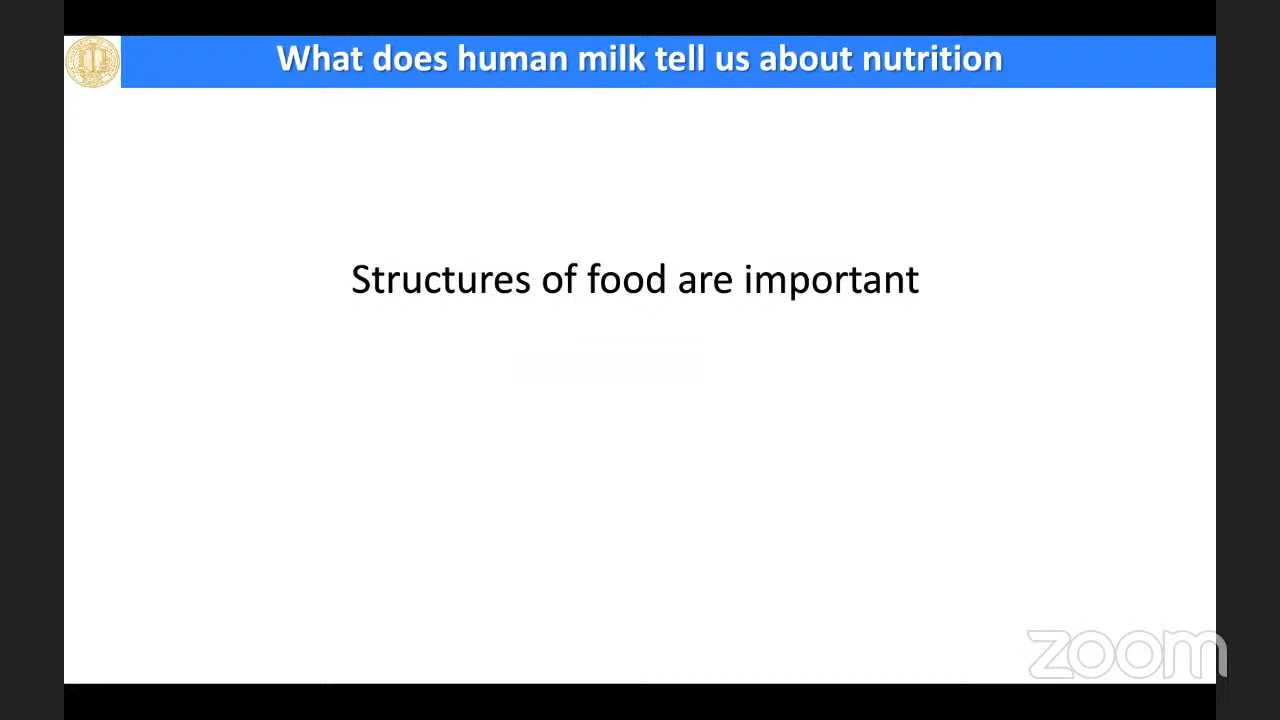 What does human milk tell us about nutrition
Structures of food are important
zoom